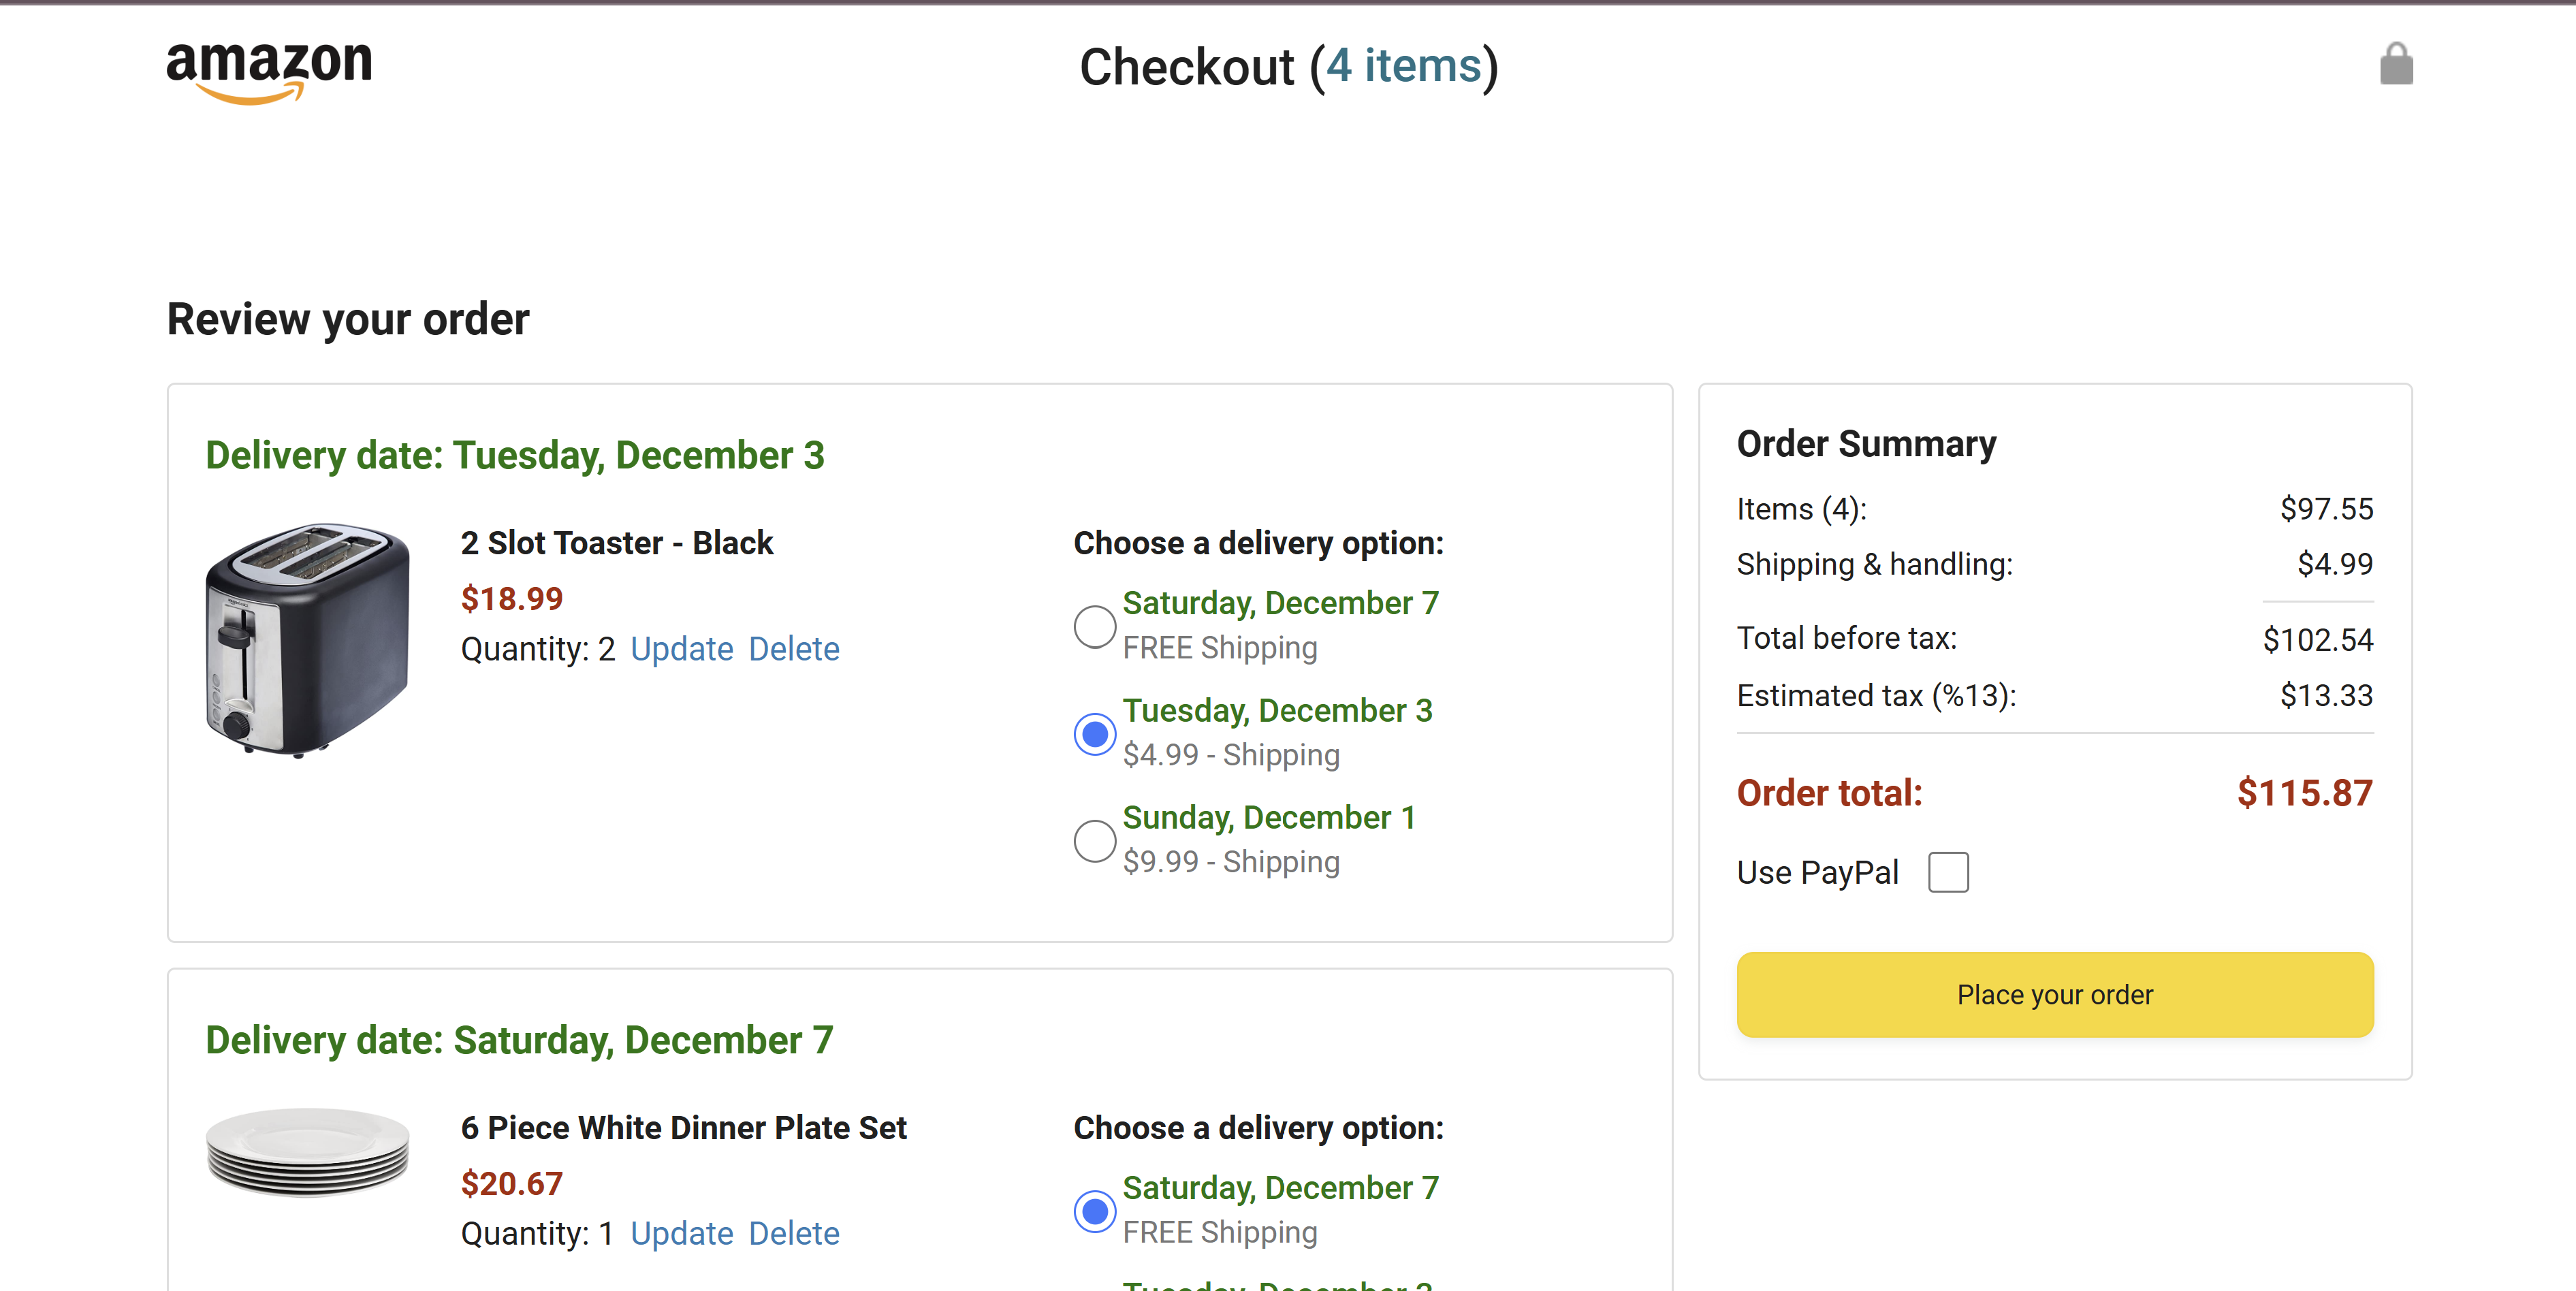 amazon
Checkout (4 items)
Review your order
Delivery date: Tuesday, December 3
2 Slot Toaster - Black
$18.99
Quantity: 2 Update Delete
Choose a delivery option:
Saturday, December 7
FREE Shipping
Tuesday, December 3
$4.99 - Shipping
Sunday, December 1
$9.99 - Shipping
Order Summary
Items (4): $97.55
Shipping & handling: $4.99
Total before tax: $102.54
Estimated tax (%13): $13.33
Order total: $115.87
Use PayPal
Place your order
Delivery date: Saturday, December 7
6 Piece White Dinner Plate Set
$20.67
Quantity: 1 Update Delete
Choose a delivery option:
Saturday, December 7
FREE Shipping
Tuesday, December 3